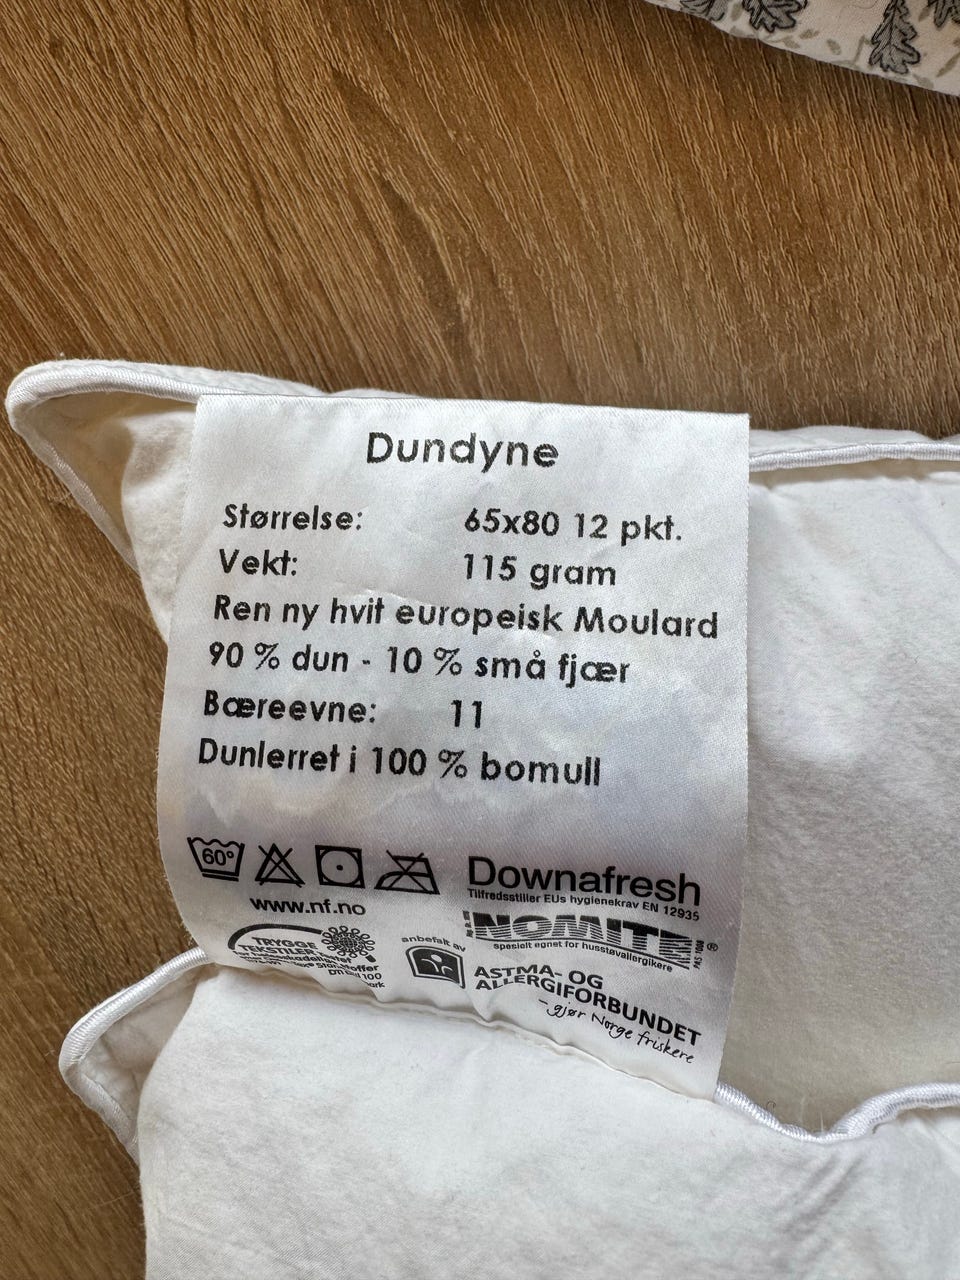 Dundyne
Størrelse: 65x80 12 pkt.
Vekt: 115 gram
Ren ny hvit europeisk Moulard
90 % dun - 10 % små fjær
Bæreevne: 11
Dunlerret i 100 % bomull
60°
Downafresh
Tilfredsstiller EUs hygienekrav EN 12935
www.nf.no
NOMITE®
spesielt egnet for husstøvallergikere
TRYGGE
TEKSTILER
100
anbefalt av
ASTMA- OG
ALLERGIFORBUNDET
– gjør Norge friskere